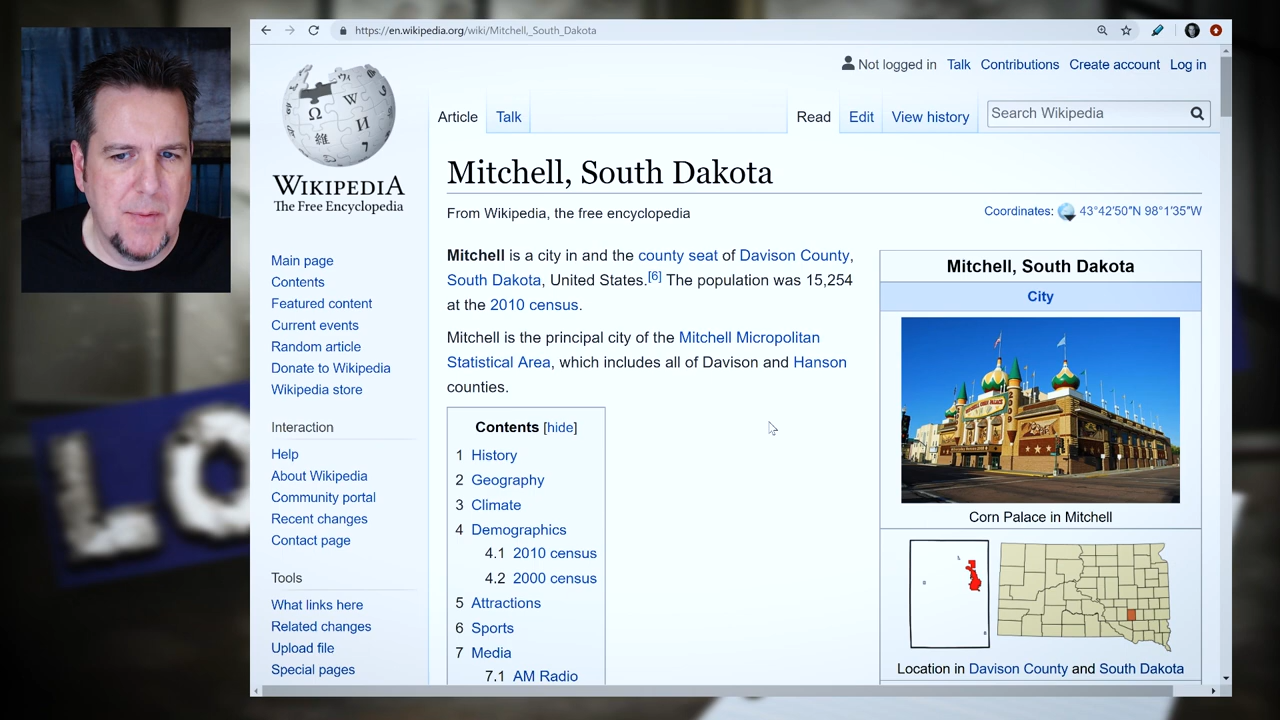 https://en.wikipedia.org/wiki/Mitchell,_South_Dakota
Not logged in Talk Contributions Create account Log in
Article Talk Read Edit View history Search Wikipedia
WIKIPEDIA
The Free Encyclopedia
Main page
Contents
Featured content
Current events
Random article
Donate to Wikipedia
Wikipedia store
Interaction
Help
About Wikipedia
Community portal
Recent changes
Contact page
Tools
What links here
Related changes
Upload file
Special pages
Mitchell, South Dakota
From Wikipedia, the free encyclopedia
Coordinates: 43°42′50″N 98°1′35″W
Mitchell is a city in and the county seat of Davison County,
South Dakota, United States.[6] The population was 15,254
at the 2010 census.
Mitchell is the principal city of the Mitchell Micropolitan
Statistical Area, which includes all of Davison and Hanson
counties.
Contents [hide]
1 History
2 Geography
3 Climate
4 Demographics
4.1 2010 census
4.2 2000 census
5 Attractions
6 Sports
7 Media
7.1 AM Radio
Mitchell, South Dakota
City
Corn Palace in Mitchell
Location in Davison County and South Dakota
LO